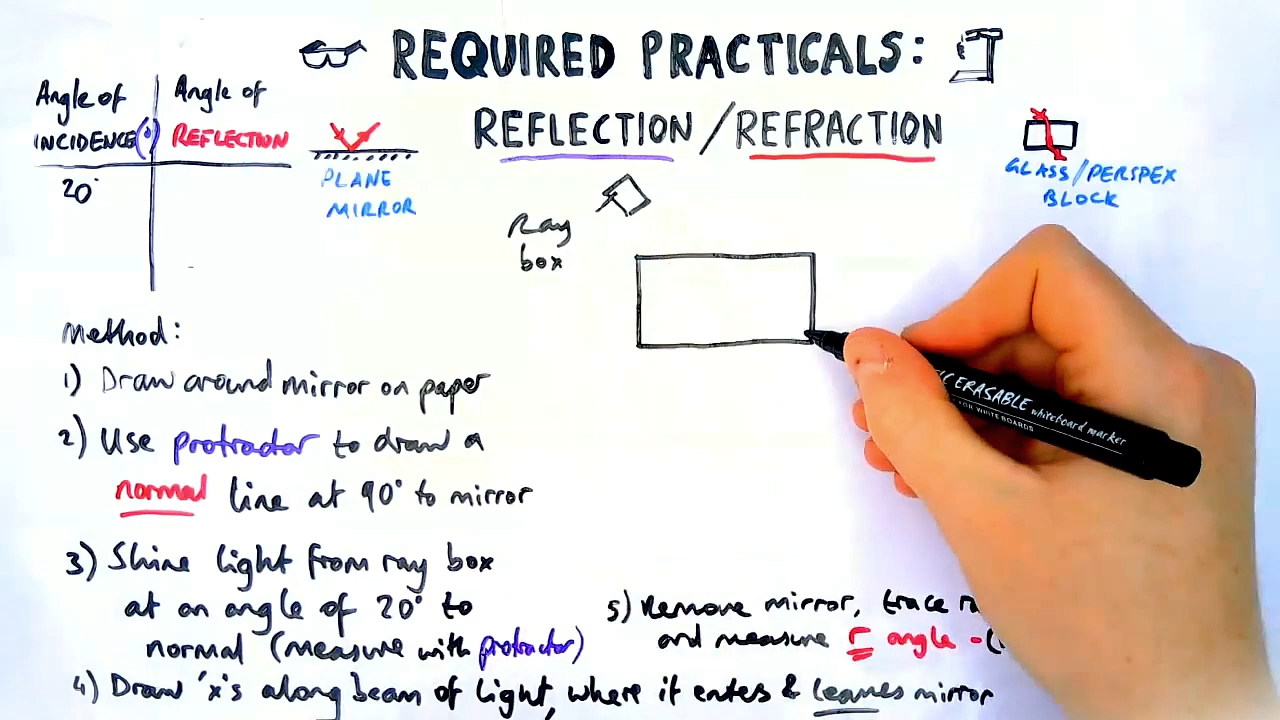 REQUIRED PRACTICALS:
REFLECTION / REFRACTION
Angle of
INCIDENCE (°)
Angle of
REFLECTION
20°
PLANE
MIRROR
GLASS/PERSPEX
BLOCK
Ray
box
Method:
1) Draw around mirror on paper
2) Use protractor to draw a
normal line at 90° to mirror
3) Shine light from ray box
at an angle of 20° to
normal (measure with protractor)
4) Draw 'x's along beam of light, where it enters & leaves mirror
5) Remove mirror, trace
and measure r angle
ERASABLE whiteboard marker
FOR WHITEBOARDS